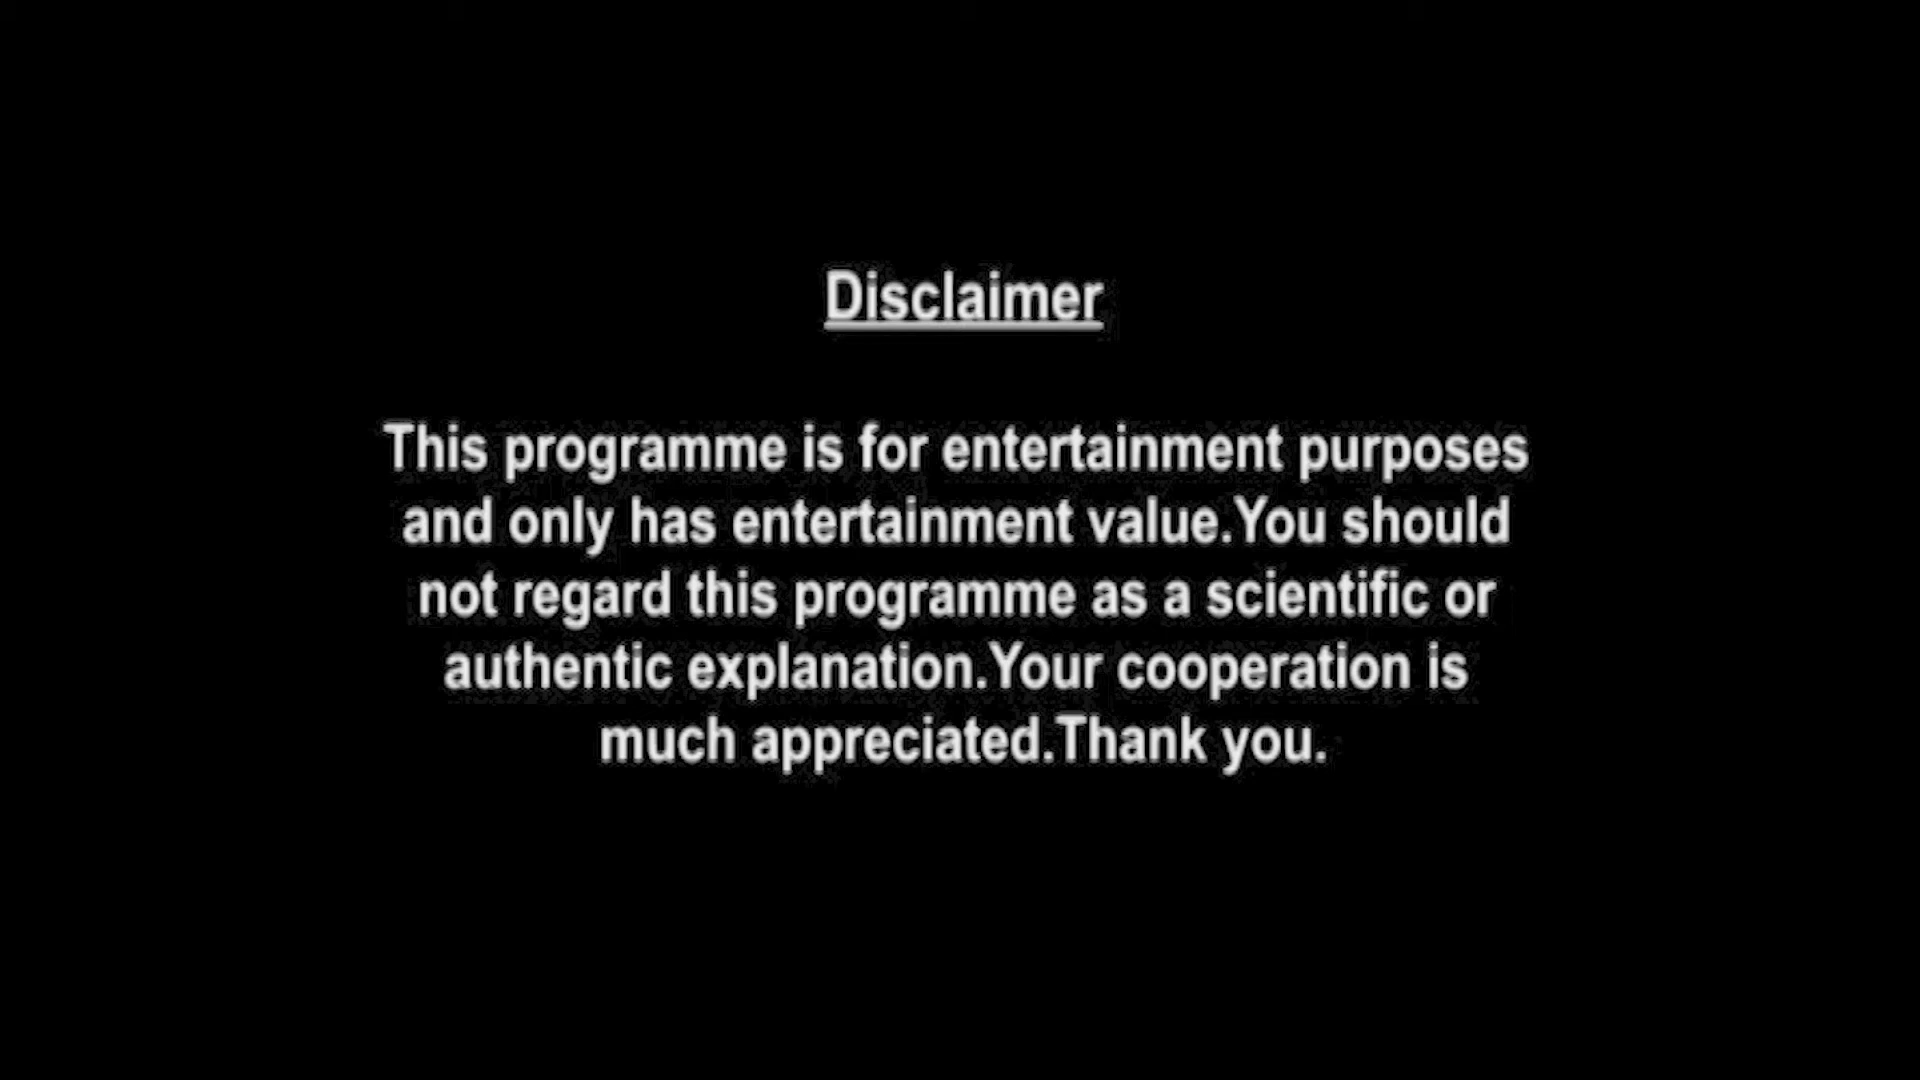 Disclaimer
This programme is for entertainment purposes
and only has entertainment value.You should
not regard this programme as a scientific or
authentic explanation.Your cooperation is
much appreciated.Thank you.